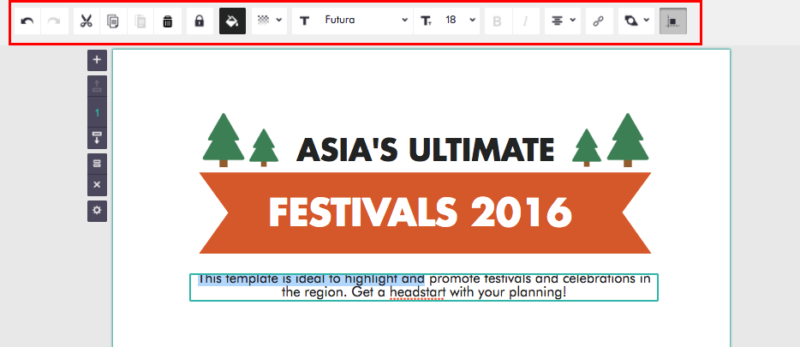 Futura 18 B I
1
ASIA'S ULTIMATE
FESTIVALS 2016
This template is ideal to highlight and promote festivals and celebrations in
the region. Get a headstart with your planning!